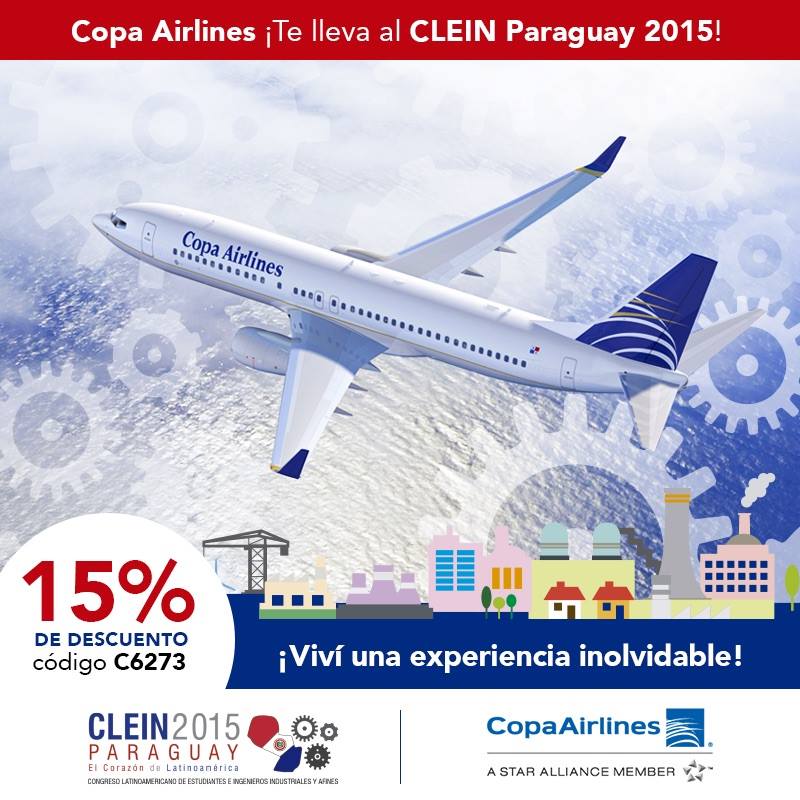 Copa Airlines ¡Te lleva al CLEIN Paraguay 2015!
Copa Airlines
15%
DE DESCUENTO
código C6273
¡Viví una experiencia inolvidable!
CLEIN2015
PARAGUAY
El Corazón de Latinoamérica
CONGRESO LATINOAMERICANO DE ESTUDIANTES E INGENIEROS INDUSTRIALES Y AFINES
CopaAirlines
A STAR ALLIANCE MEMBER